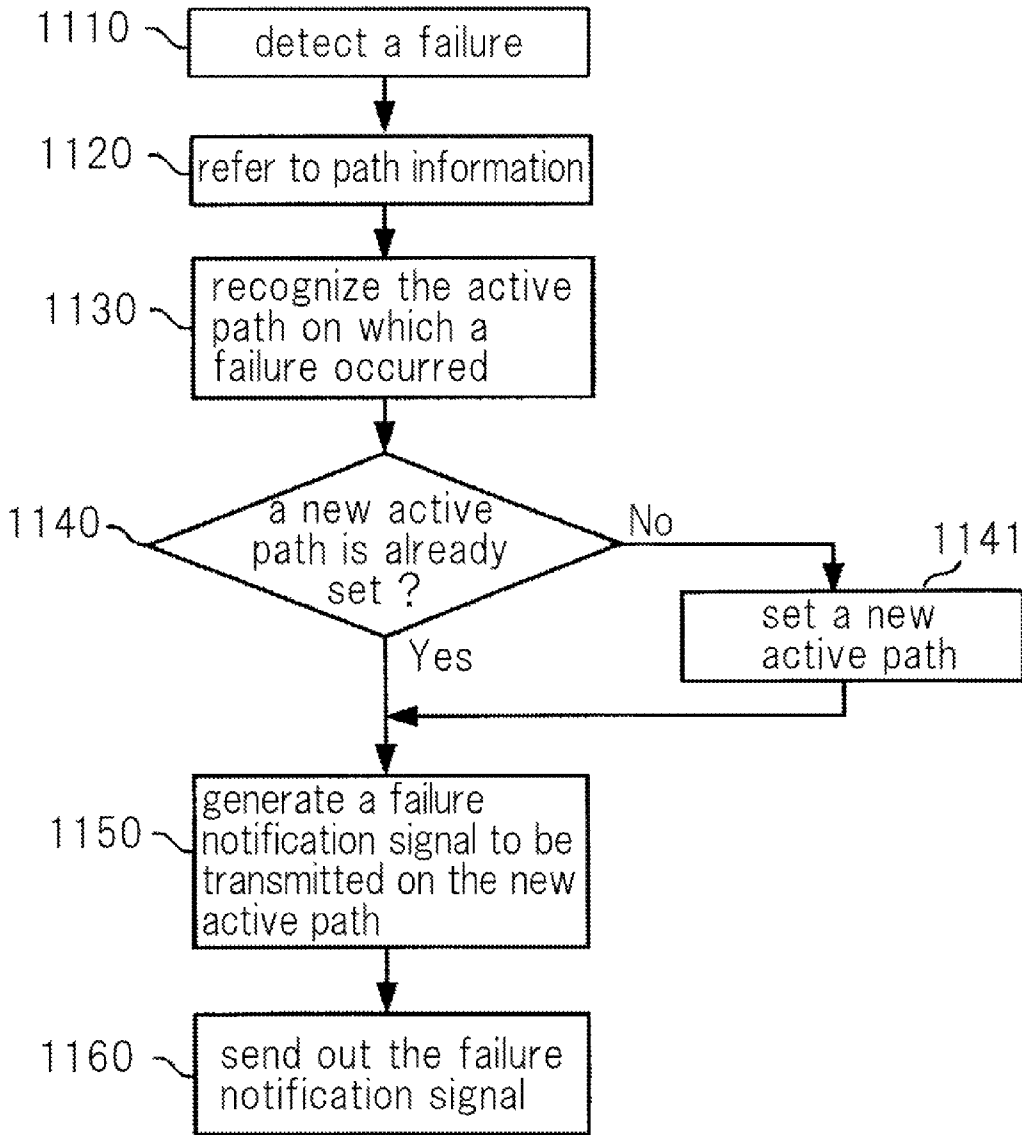 1110
detect a failure
1120
refer to path information
1130
recognize the active
path on which a
failure occurred
1140
a new active
path is already
set ?
No
1141
set a new
active path
Yes
1150
generate a failure
notification signal to be
transmitted on the new
active path
1160
send out the failure
notification signal